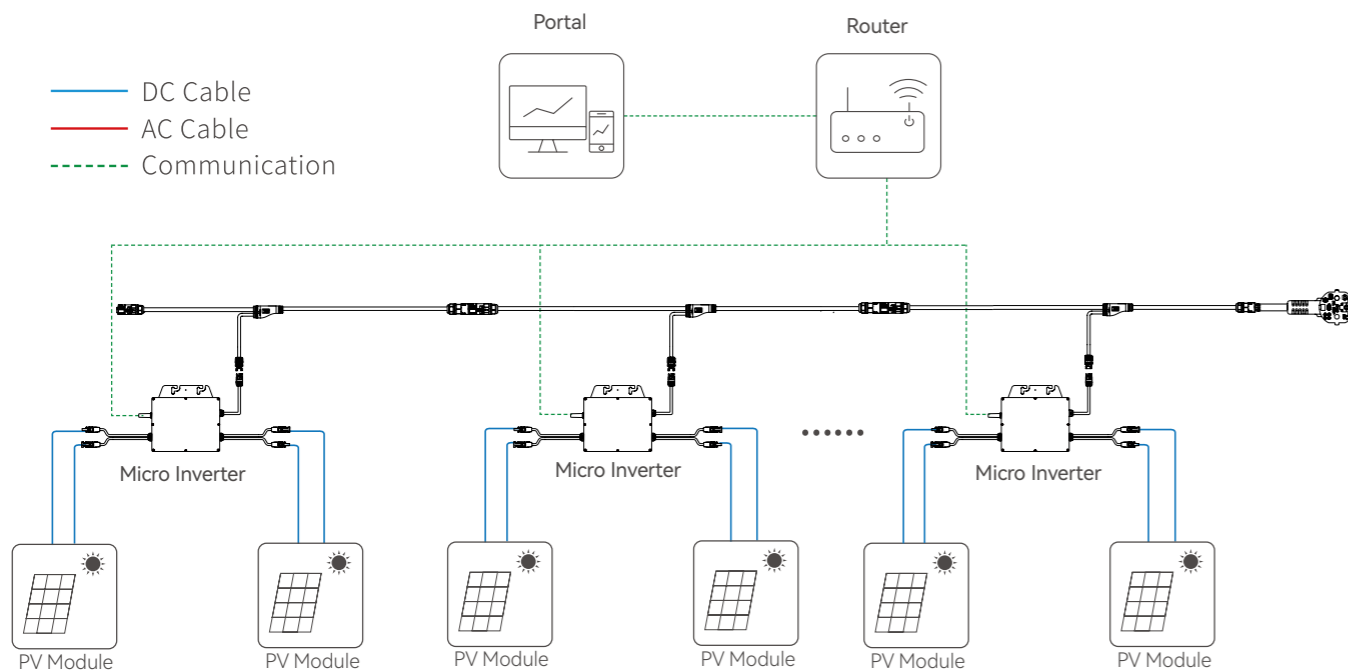 Portal
Router
DC Cable
AC Cable
Communication
Micro Inverter
Micro Inverter
Micro Inverter
PV Module
PV Module
PV Module
PV Module
PV Module
PV Module